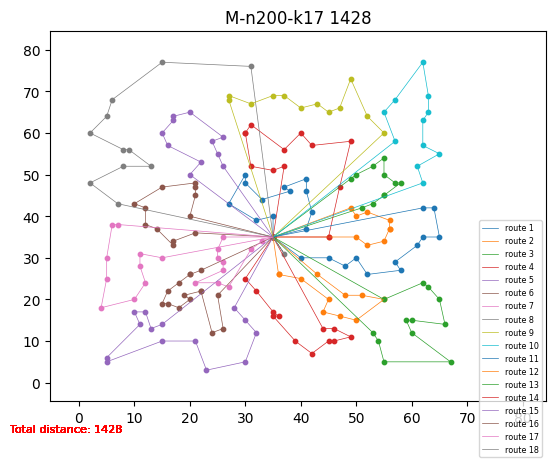 M-n200-k17 1428
80
70
60
50
40
30
20
10
0
0 10 20 30 40 50 60 70 80
route 1
route 2
route 3
route 4
route 5
route 6
route 7
route 8
route 9
route 10
route 11
route 12
route 13
route 14
route 15
route 16
route 17
route 18
Total distance: 1428